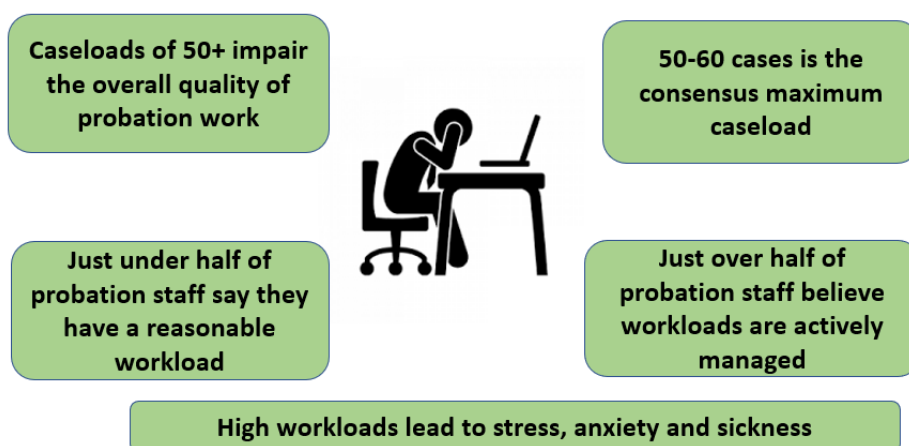 Caseloads of 50+ impair
the overall quality of
probation work
50-60 cases is the
consensus maximum
caseload
Just under half of
probation staff say they
have a reasonable
workload
Just over half of
probation staff believe
workloads are actively
managed
High workloads lead to stress, anxiety and sickness